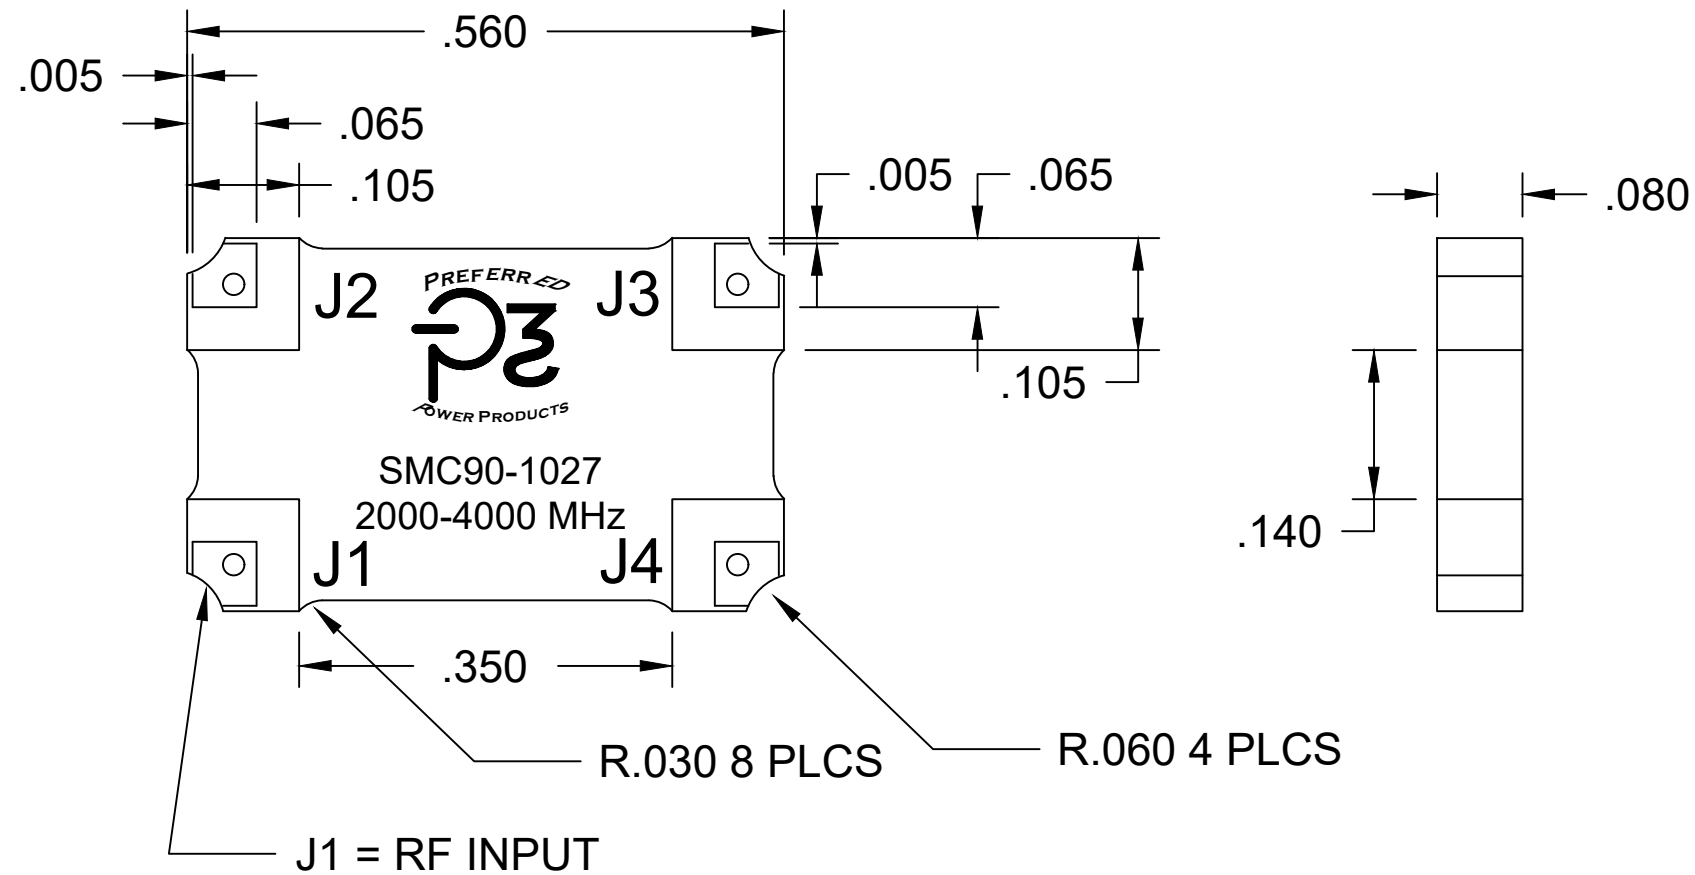 .560
.005
.065
.105
.005
.065
.080
J2
PREFERRED
J3
.105
POWER PRODUCTS
SMC90-1027
2000-4000 MHz
.140
J1
J4
.350
R.030 8 PLCS
R.060 4 PLCS
J1 = RF INPUT